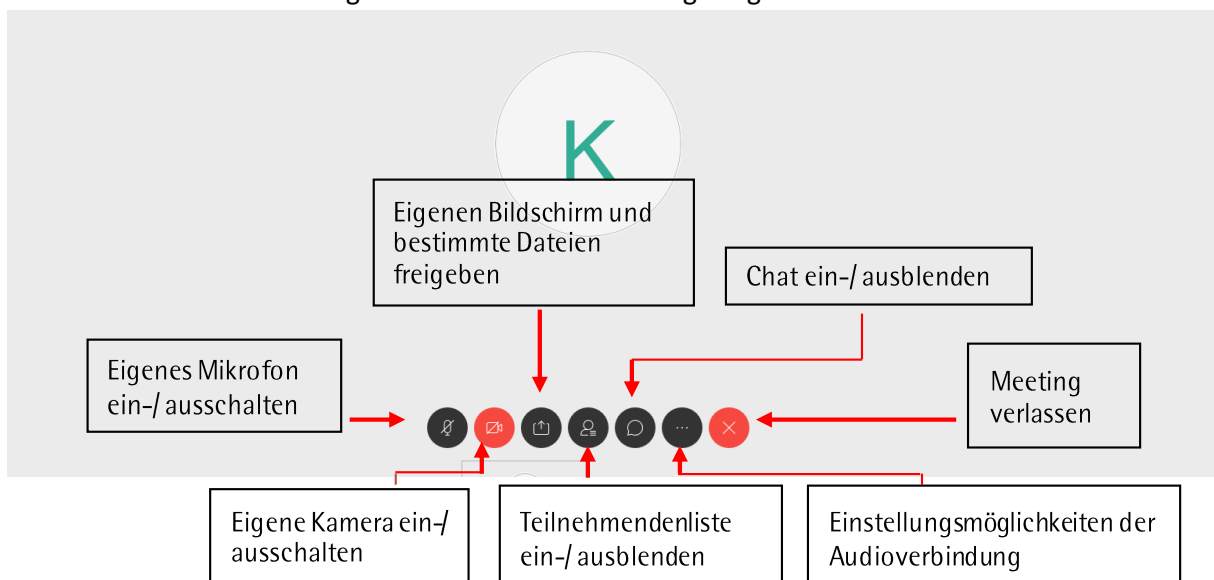 K
Eigenen Bildschirm und
bestimmte Dateien
freigeben
Chat ein-/ ausblenden
Eigenes Mikrofon
ein-/ ausschalten
Meeting
verlassen
Eigene Kamera ein-/
ausschalten
Teilnehmendenliste
ein-/ ausblenden
Einstellungsmöglichkeiten der
Audioverbindung